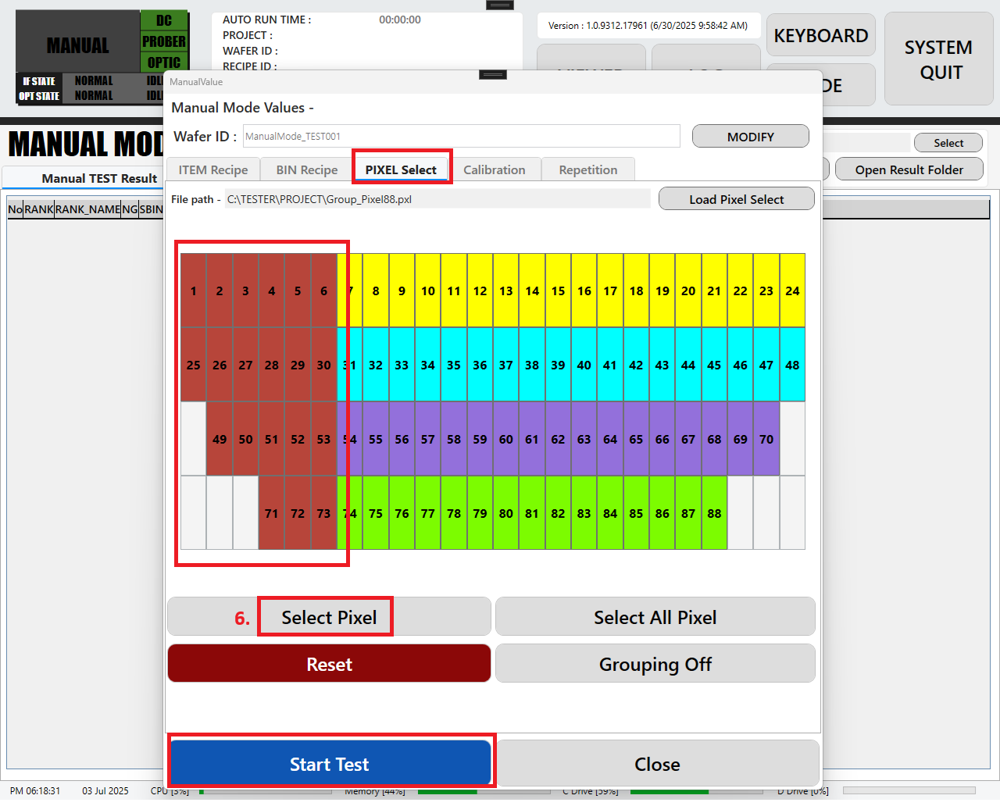 MANUAL
DC
PROBER
OPTIC
IF STATE NORMAL
OPT STATE NORMAL
AUTO RUN TIME : 00:00:00
PROJECT :
WAFER ID :
RECIPE ID :
Version : 1.0.9312.17961 (6/30/2025 9:58:42 AM)
KEYBOARD
SYSTEM
QUIT
ManualValue
Manual Mode Values -
Wafer ID : ManualMode_TEST001 MODIFY
ITEM Recipe BIN Recipe PIXEL Select Calibration Repetition
File path - C:\TESTER\PROJECT\Group_Pixel88.pxl Load Pixel Select
MANUAL MOD
Select
Manual TEST Result
Open Result Folder
No RANK RANK_NAME NG SBIN
1 2 3 4 5 6 7 8 9 10 11 12 13 14 15 16 17 18 19 20 21 22 23 24
25 26 27 28 29 30 31 32 33 34 35 36 37 38 39 40 41 42 43 44 45 46 47 48
49 50 51 52 53 54 55 56 57 58 59 60 61 62 63 64 65 66 67 68 69 70
71 72 73 74 75 76 77 78 79 80 81 82 83 84 85 86 87 88
6. Select Pixel Select All Pixel
Reset Grouping Off
Start Test Close
PM 06:18:31 03 Jul 2025 CPU [3%] Memory [44%] C Drive [59%] D Drive [0%]